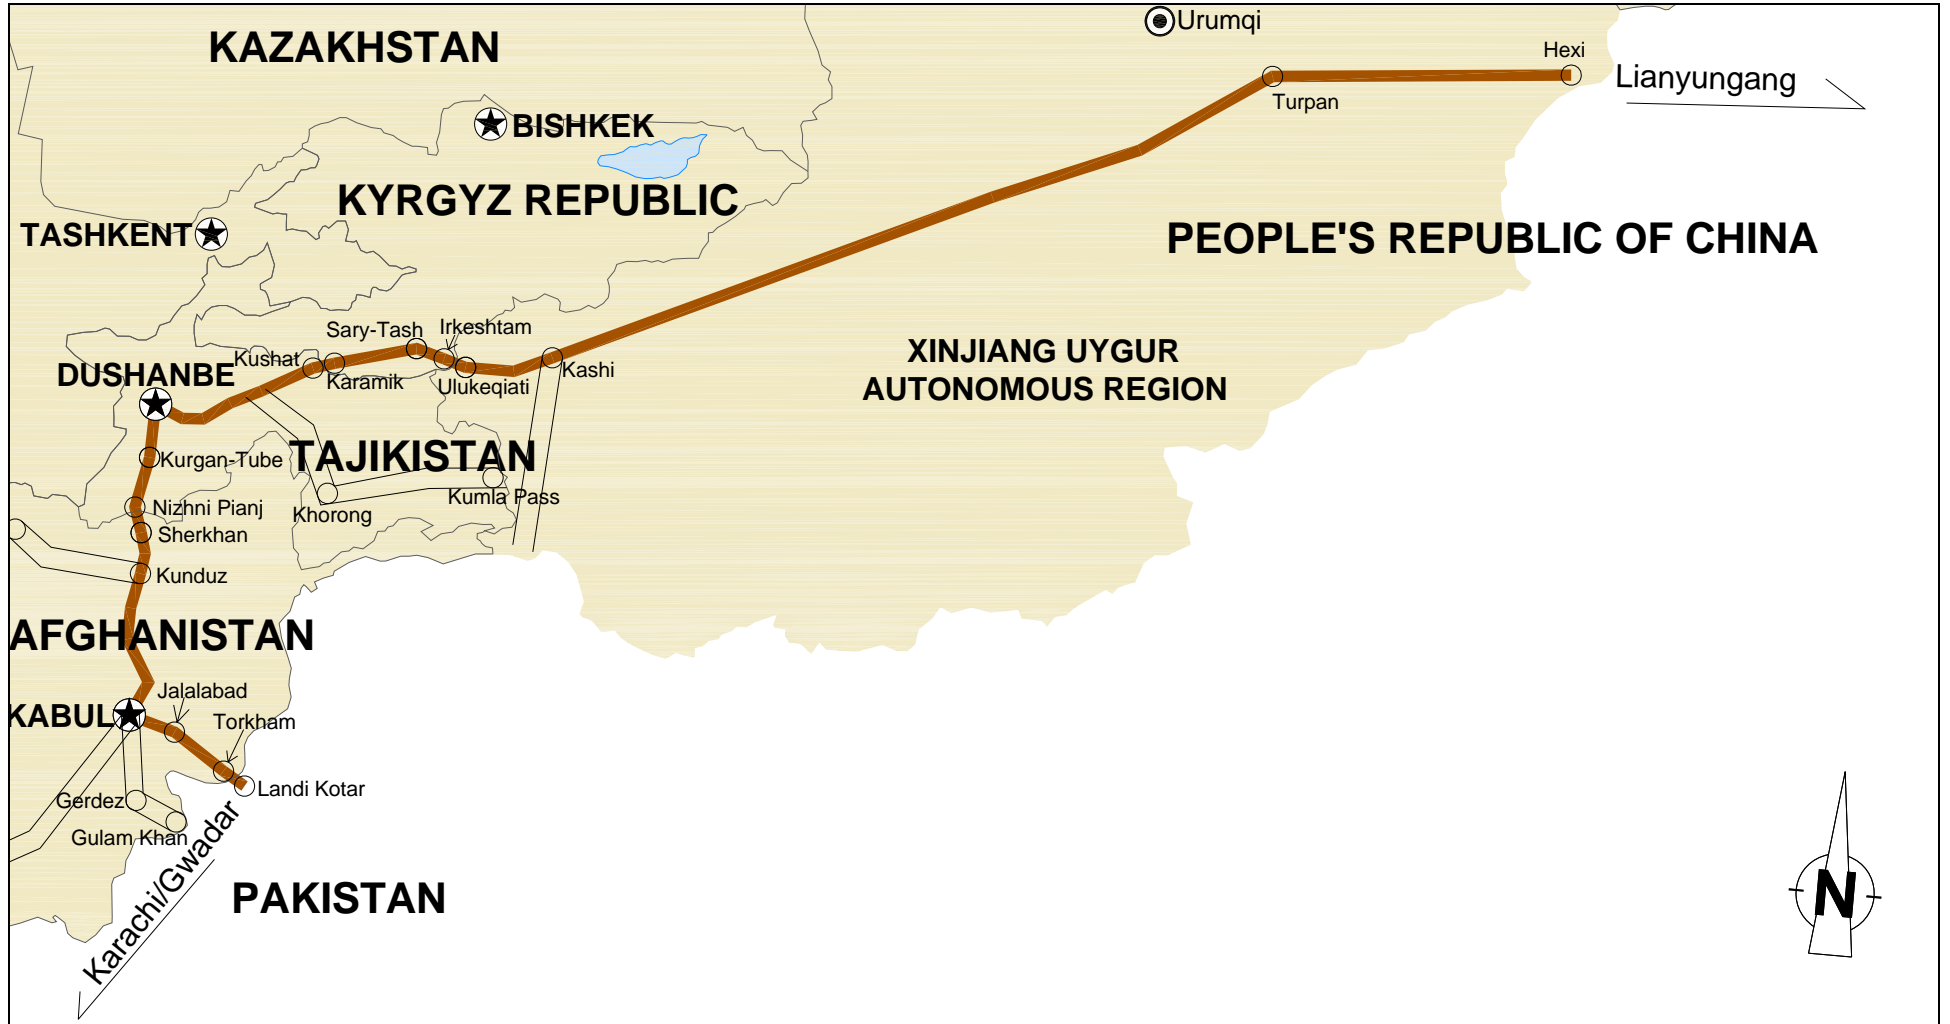 Urumqi
KAZAKHSTAN
Hexi
Lianyungang
Turpan
BISHKEK
KYRGYZ REPUBLIC
TASHKENT
PEOPLE'S REPUBLIC OF CHINA
Sary-Tash
Irkeshtam
Kushat
Karamik
Ulukeqiati
Kashi
XINJIANG UYGUR
AUTONOMOUS REGION
DUSHANBE
TAJIKISTAN
Kurgan-Tube
Kumla Pass
Khorong
Nizhni Pianj
Sherkhan
Kunduz
AFGHANISTAN
Jalalabad
KABUL
Torkham
Landi Kotar
Gerdez
Gulam Khan
Karachi/Gwadar
PAKISTAN
N